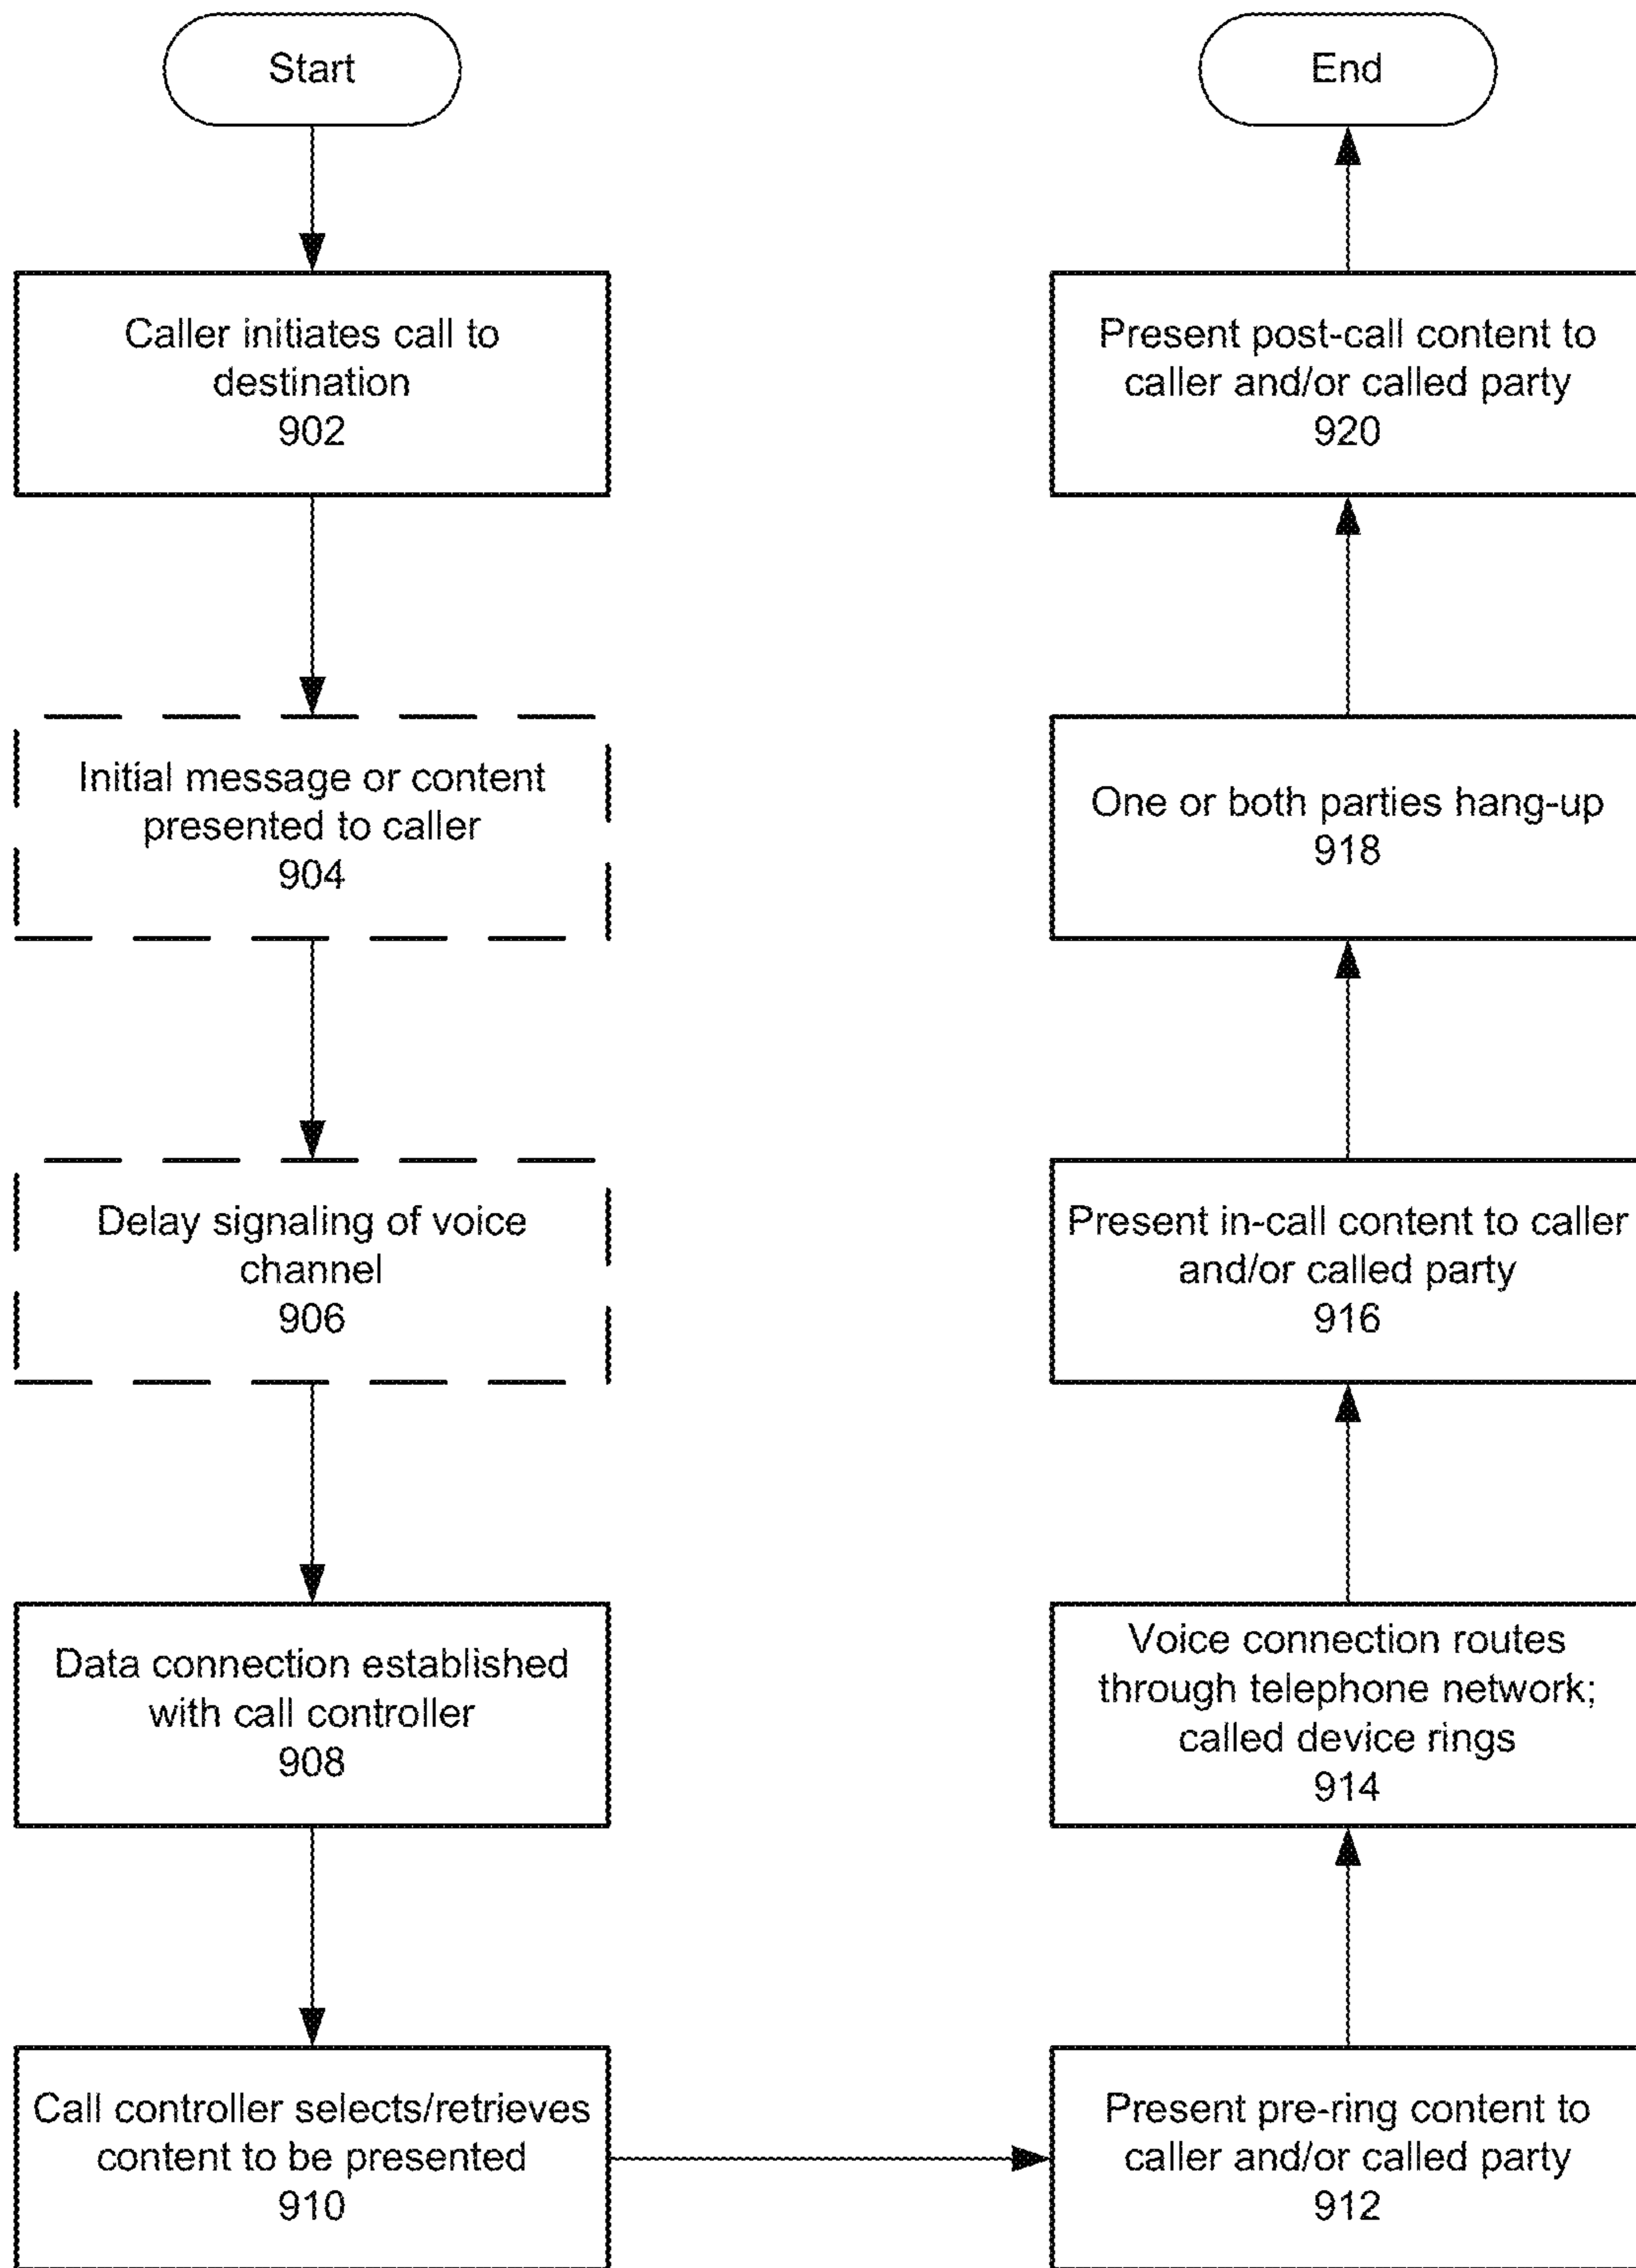 Start
Caller initiates call to
destination
902
Initial message or content
presented to caller
904
Delay signaling of voice
channel
906
Data connection established
with call controller
908
Call controller selects/retrieves
content to be presented
910
Present pre-ring content to
caller and/or called party
912
Voice connection routes
through telephone network;
called device rings
914
Present in-call content to caller
and/or called party
916
One or both parties hang-up
918
Present post-call content to
caller and/or called party
920
End